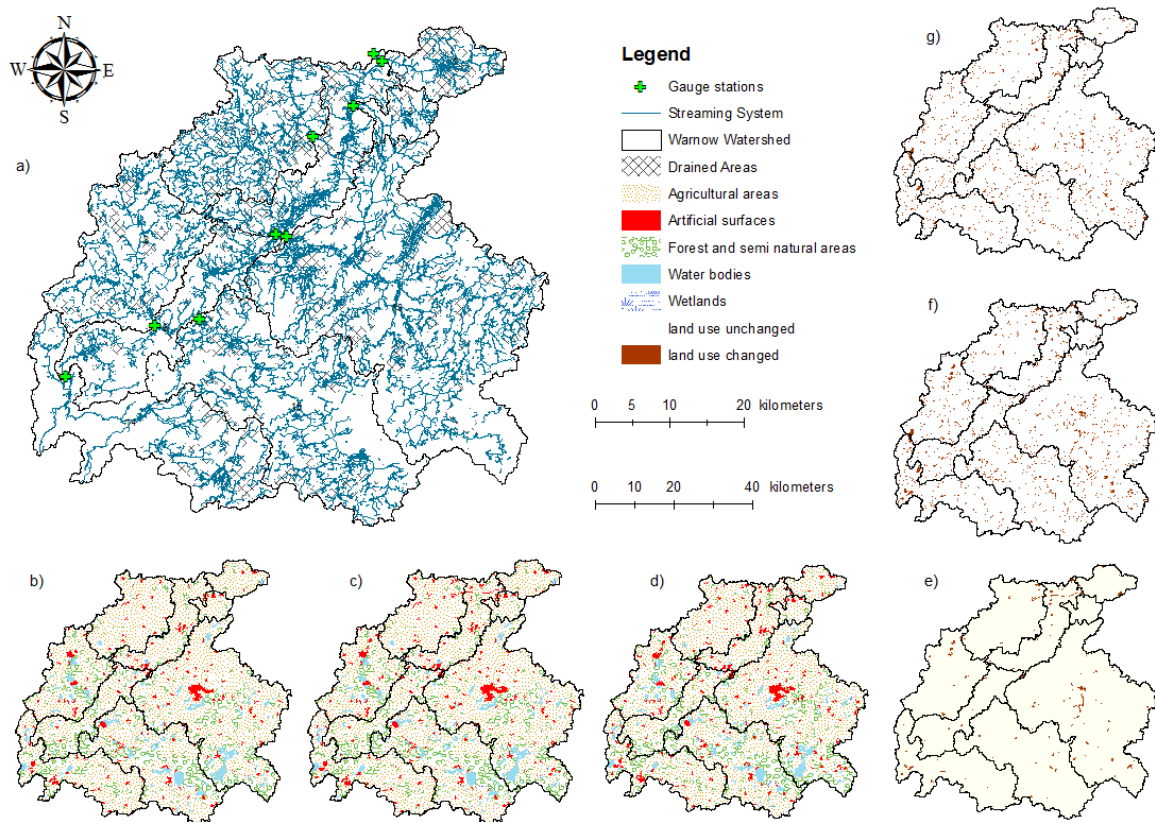 N
W E
S
a)
Legend
Gauge stations
Streaming System
Warnow Watershed
Drained Areas
Agricultural areas
Artificial surfaces
Forest and semi natural areas
Water bodies
Wetlands
land use unchanged
land use changed
0 5 10 20 kilometers
0 10 20 40 kilometers
g)
f)
b)
c)
d)
e)